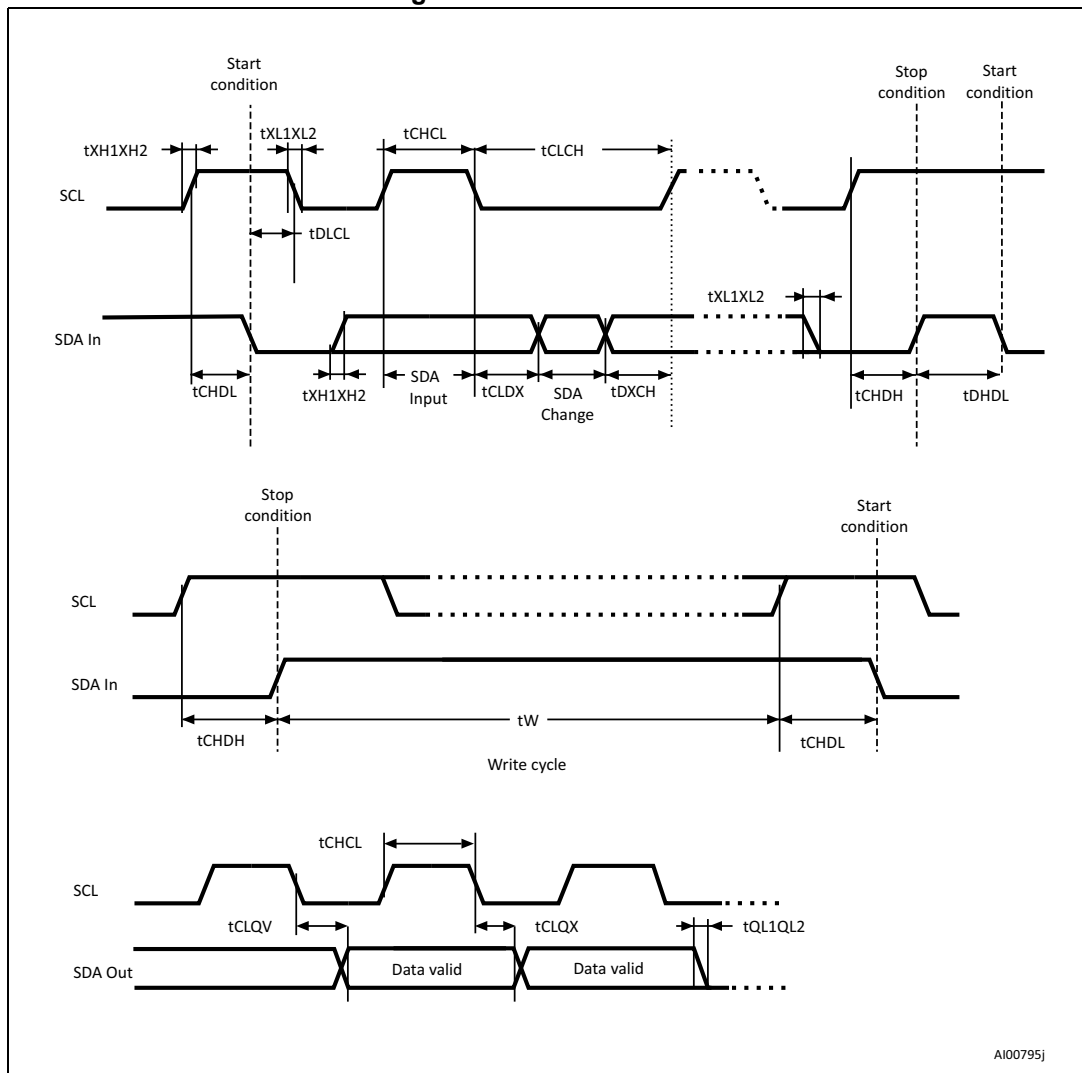 Start
condition
Stop
condition
Start
condition
tXH1XH2
tXL1XL2
tCHCL
tCLCH
SCL
tDLCL
tXL1XL2
SDA In
tCHDL
tXH1XH2
SDA
Input
tCLDX
SDA
Change
tDXCH
tCHDH
tDHDL
Stop
condition
Start
condition
SCL
SDA In
tCHDH
tW
tCHDL
Write cycle
tCHCL
SCL
tCLQV
tCLQX
tQL1QL2
SDA Out
Data valid
Data valid
AI00795j